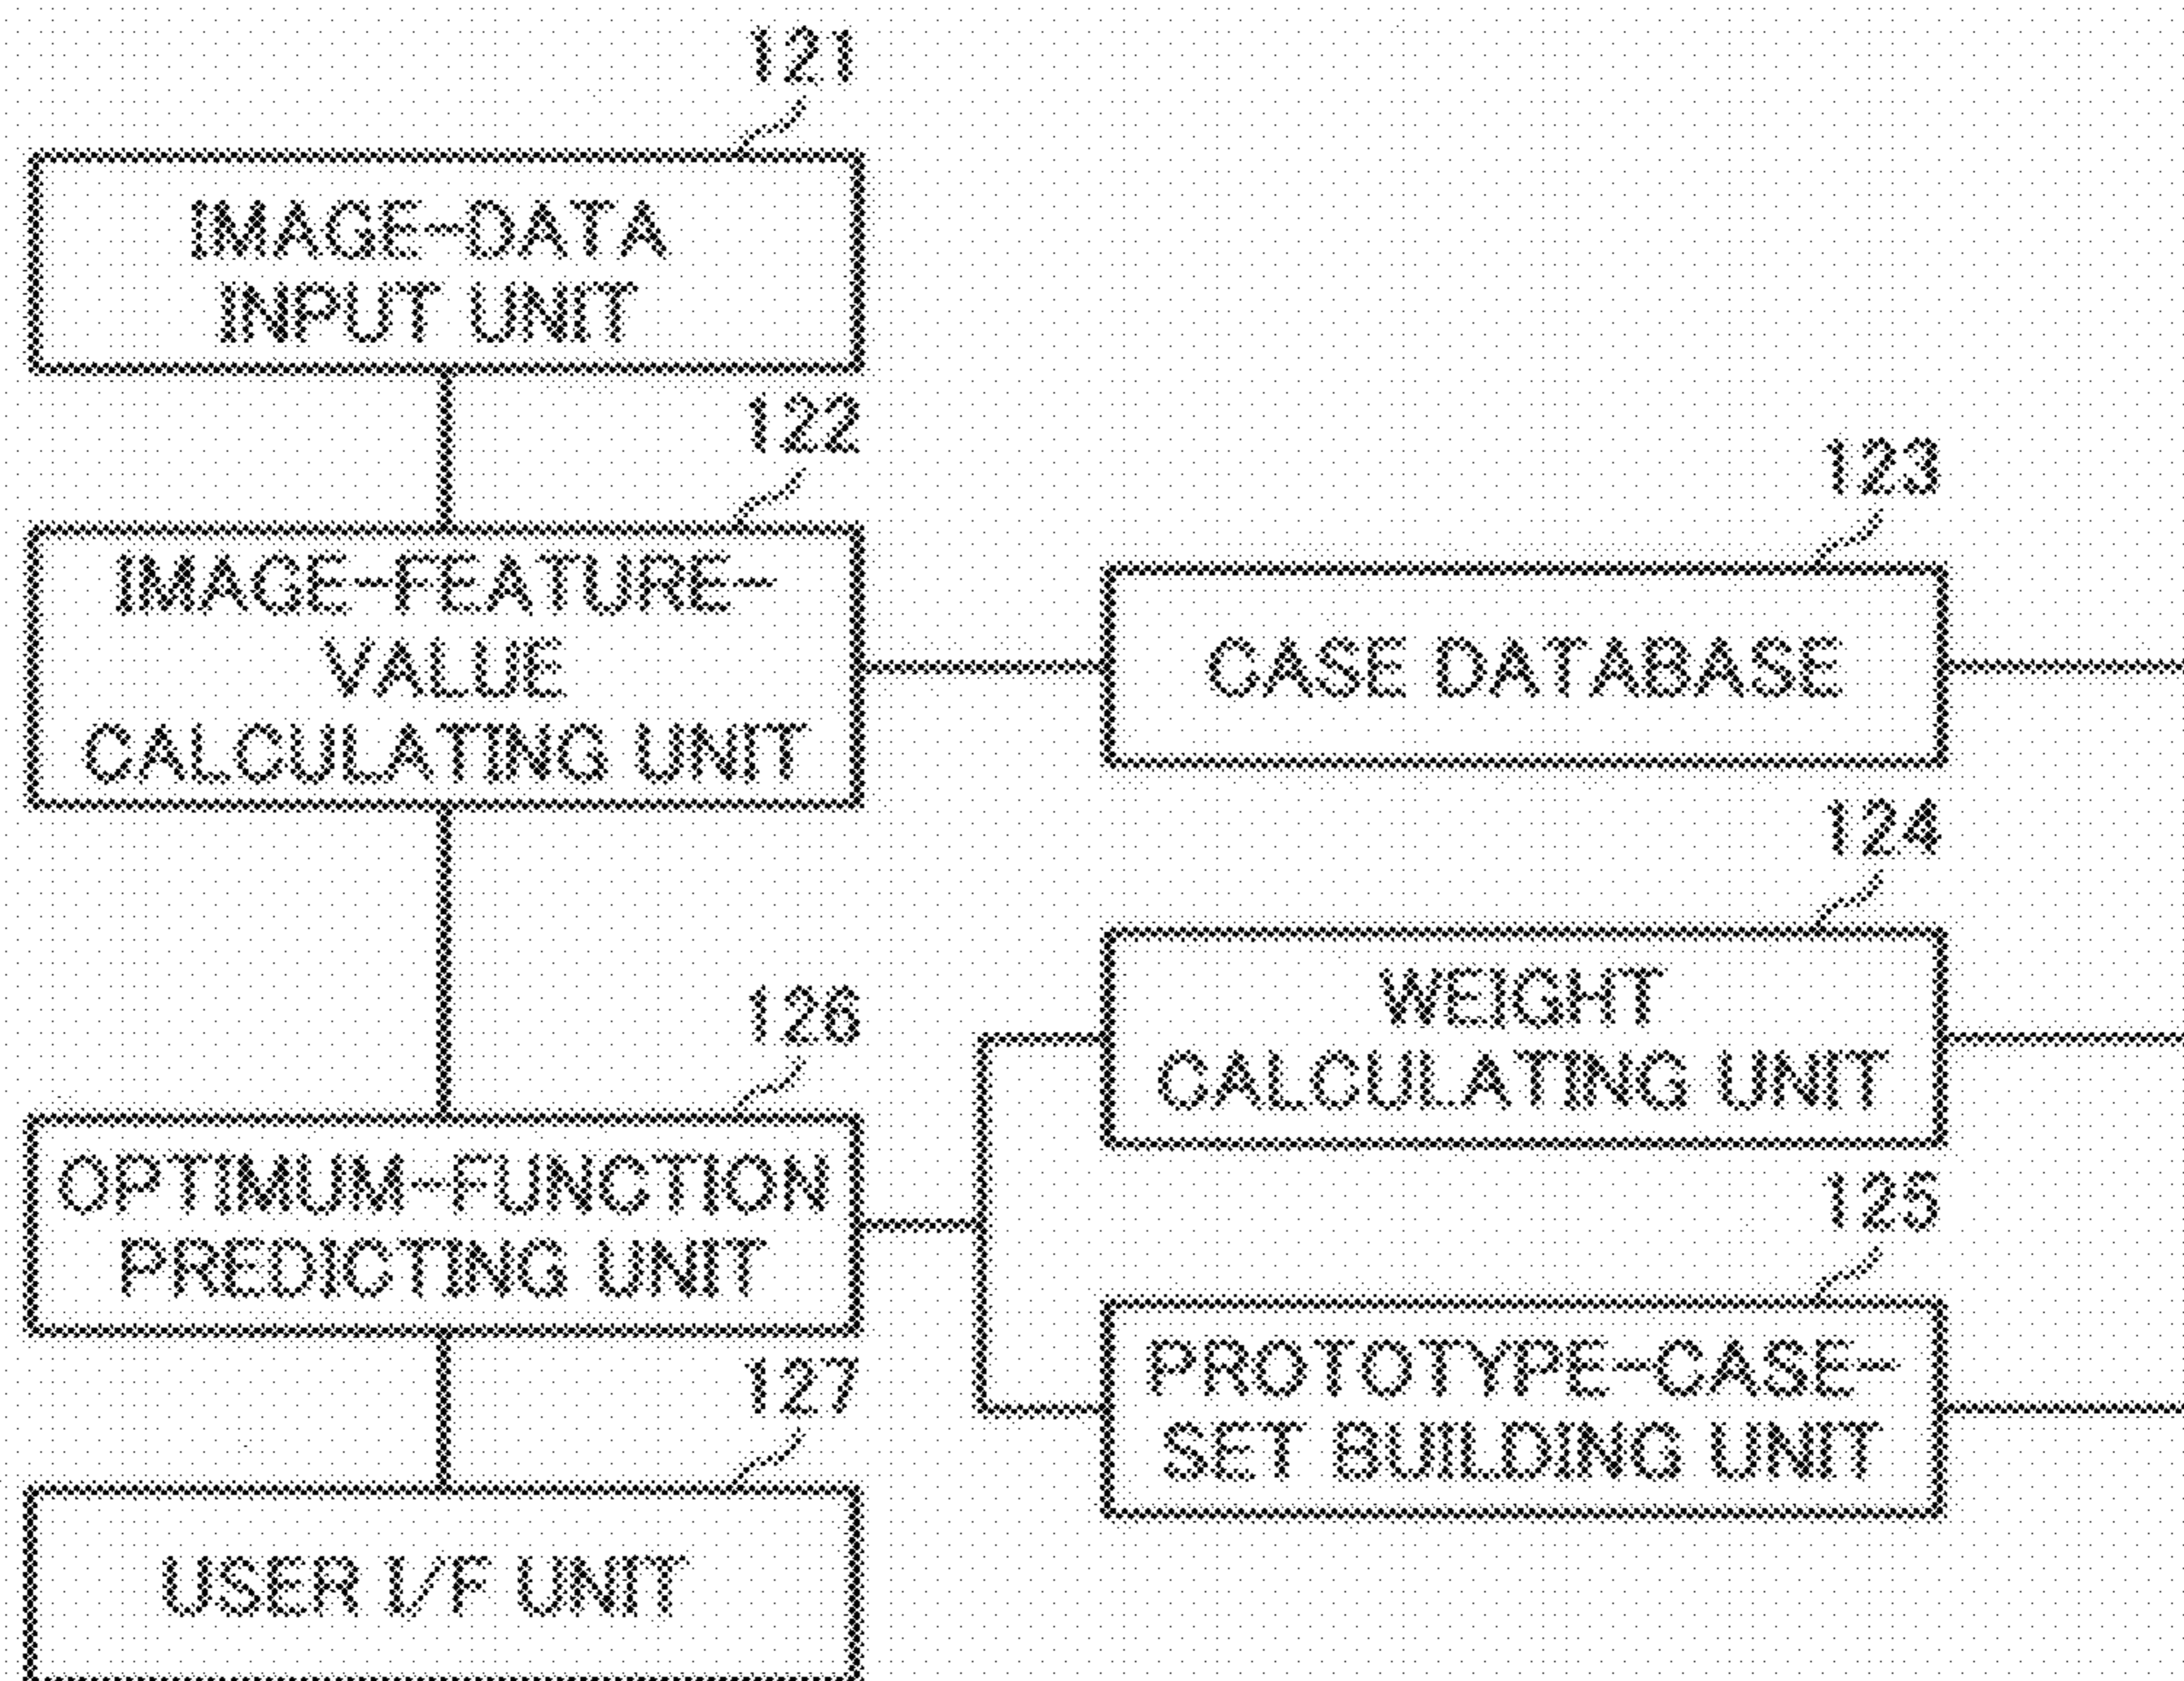 121
IMAGE-DATA
INPUT UNIT
122
IMAGE-FEATURE-
VALUE
CALCULATING UNIT
123
CASE DATABASE
124
WEIGHT
CALCULATING UNIT
126
OPTIMUM-FUNCTION
PREDICTING UNIT
125
PROTOTYPE-CASE-
SET BUILDING UNIT
127
USER I/F UNIT